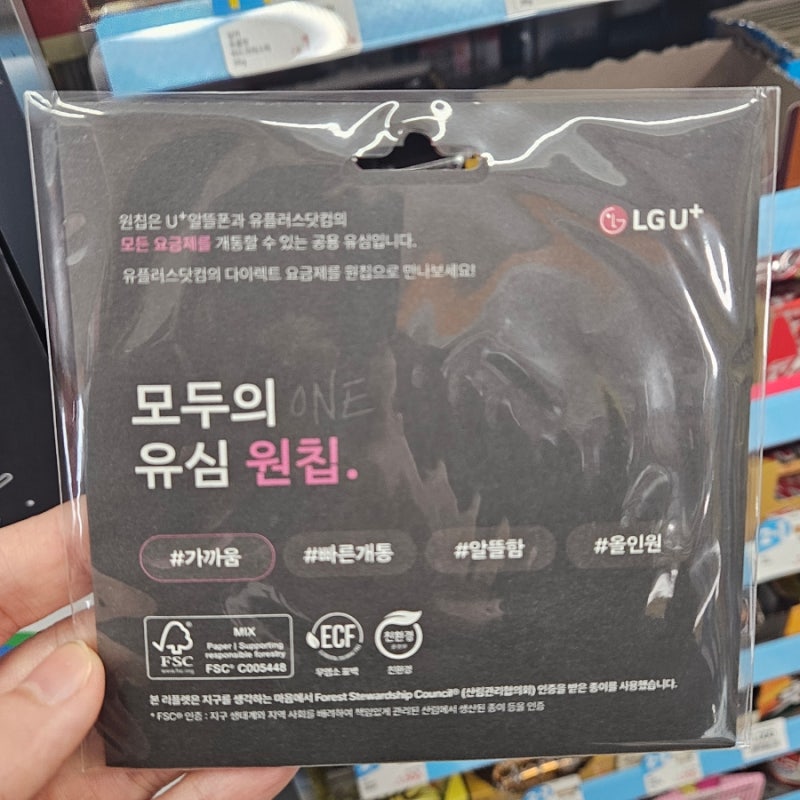 원칩은 U+알뜰폰과 유플러스닷컴의
모든 요금제를 개통할 수 있는 공용 유심입니다.
유플러스닷컴의 다이렉트 요금제를 원칩으로 만나보세요!
LG U+
모두의 ONE
유심 원칩.
#가까움
#빠른개통
#알뜰함
#올인원
FSC
www.fsc.org
MIX
Paper | Supporting
responsible forestry
FSC® C005448
ECF
무염소 표백
친환경
친환경
본 리플렛은 지구를 생각하는 마음에서 Forest Stewardship Council® (산림관리협의회) 인증을 받은 종이를 사용했습니다.
* FSC® 인증 : 지구 생태계와 지역 사회를 배려하여 책임있게 관리된 산림에서 생산된 종이 등을 인증